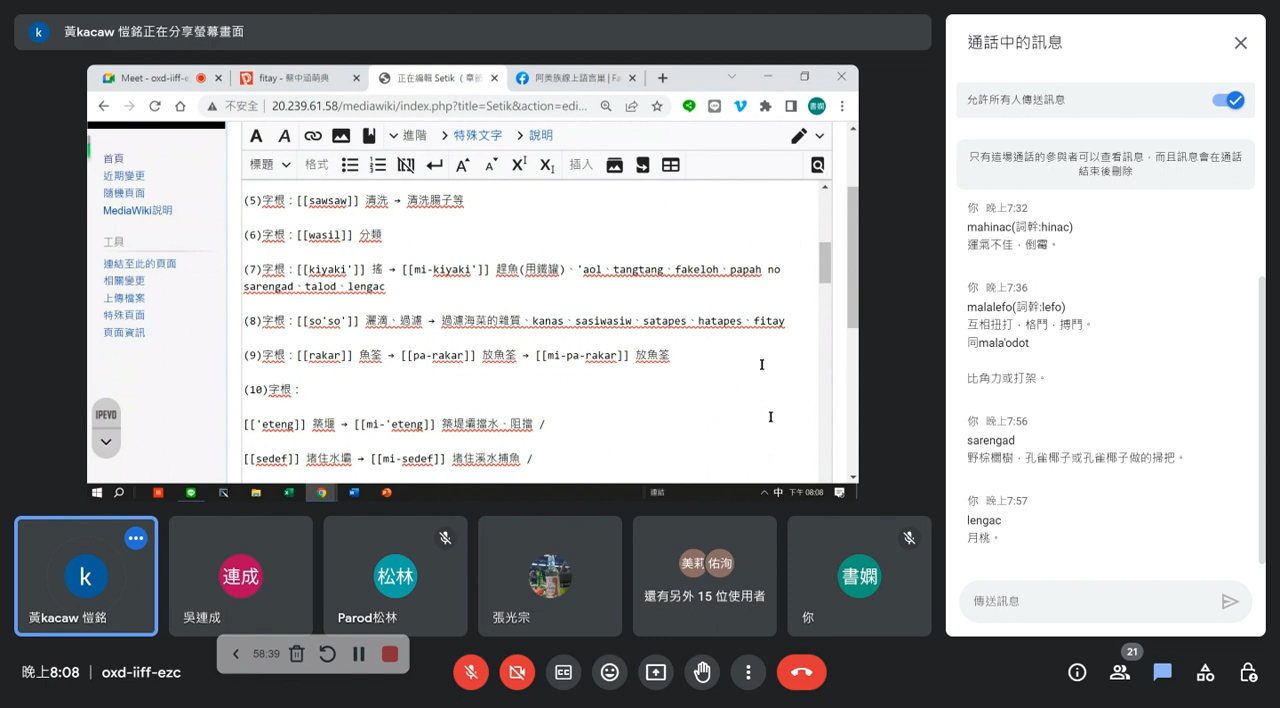 k 黃kacaw 愷銘正在分享螢幕畫面
Meet - oxd-iiff-e
fitay - 蔡中涵萌典
正在編輯 Setik（章節
阿美族線上語言巢 | Fa
不安全 20.239.61.58/mediawiki/index.php?title=Setik&action=edi...
書嫻
首頁
近期變更
隨機頁面
MediaWiki說明
工具
連結至此的頁面
相關變更
上傳檔案
特殊頁面
頁面資訊
IPEVO
進階 特殊文字 說明
標題 格式 插入
(5)字根：[[sawsaw]] 清洗 → 清洗腸子等
(6)字根：[[wasil]] 分類
(7)字根：[[kiyaki']] 搖 → [[mi-kiyaki']] 趕魚(用鐵罐)、'aol、tangtang、fakeloh、papah no
sarengad、talod、lengac
(8)字根：[[so'so']] 灑滴、過濾 → 過濾海菜的雜質、kanas、sasiwasiw、satapes、hatapes、fitay
(9)字根：[[rakar]] 魚筌 → [[pa-rakar]] 放魚筌 → [[mi-pa-rakar]] 放魚筌
(10)字根：
[['eteng]] 築堰 → [[mi-'eteng]] 築堤壩擋水、阻擋 /
[[sedef]] 堵住水壩 → [[mi-sedef]] 堵住溪水捕魚 /
連結
中 下午 08:08
k
黃kacaw 愷銘
連成
吳連成
松林
Parod松林
張光宗
美莉 佑洵
還有另外 15 位使用者
書嫻
你
58:39
晚上8:08 | oxd-iiff-ezc
CC
21
通話中的訊息
允許所有人傳送訊息
只有這場通話的參與者可以查看訊息，而且訊息會在通話
結束後刪除
你 晚上7:32
mahinac(詞幹:hinac)
運氣不佳，倒霉。
你 晚上7:36
malalefo(詞幹:lefo)
互相扭打，格鬥，搏鬥。
同mala'odot
比角力或打架。
你 晚上7:56
sarengad
野棕櫚樹，孔雀椰子或孔雀椰子做的掃把。
你 晚上7:57
lengac
月桃。
傳送訊息